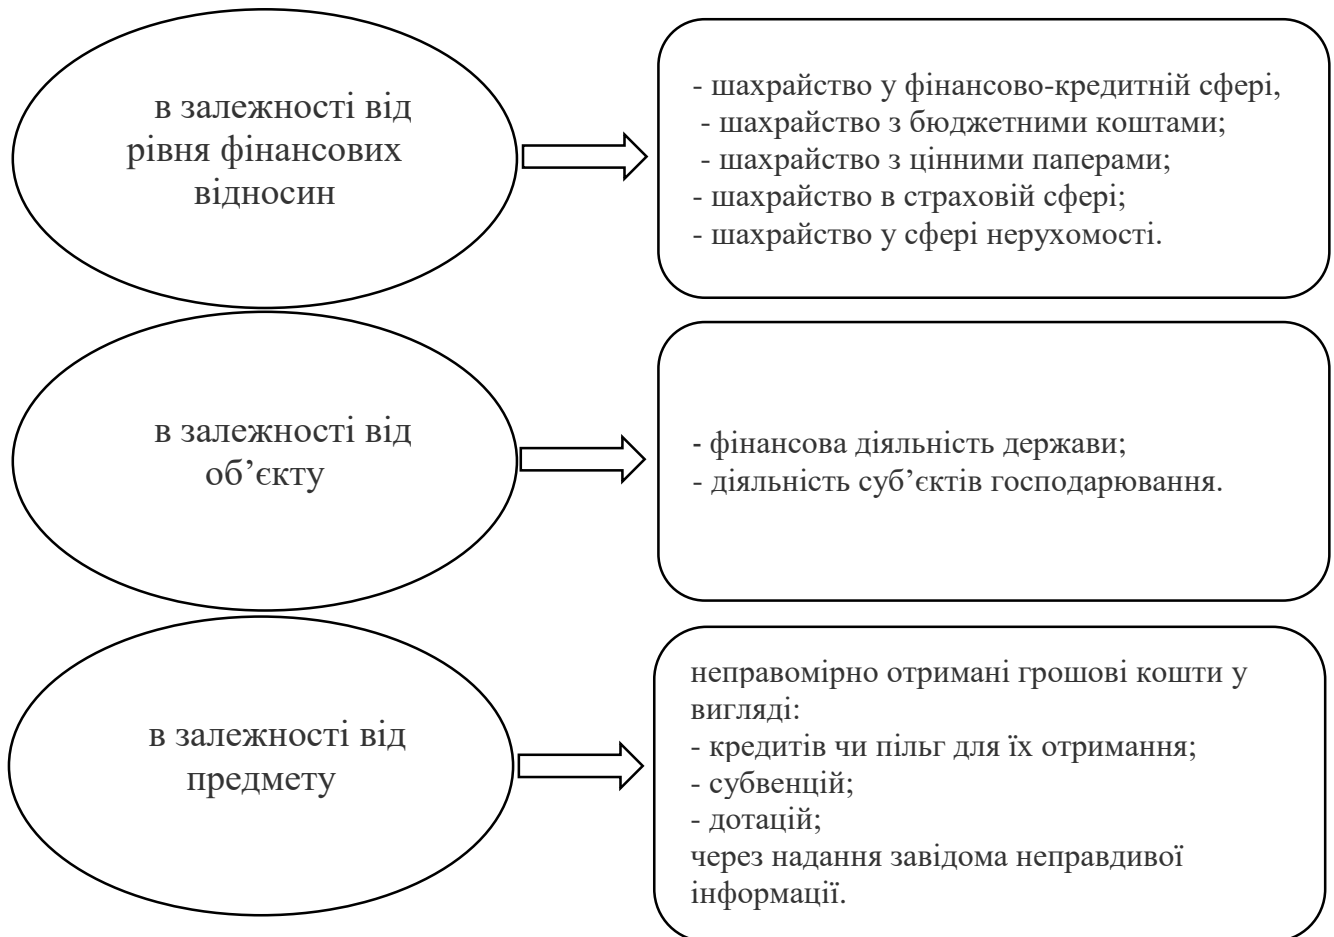 в залежності від
рівня фінансових
відносин
- шахрайство у фінансово-кредитній сфері,
- шахрайство з бюджетними коштами;
- шахрайство з цінними паперами;
- шахрайство в страховій сфері;
- шахрайство у сфері нерухомості.
в залежності від
об’єкту
- фінансова діяльність держави;
- діяльність суб’єктів господарювання.
в залежності від
предмету
неправомірно отримані грошові кошти у
вигляді:
- кредитів чи пільг для їх отримання;
- субвенцій;
- дотацій;
через надання завідома неправдивої
інформації.